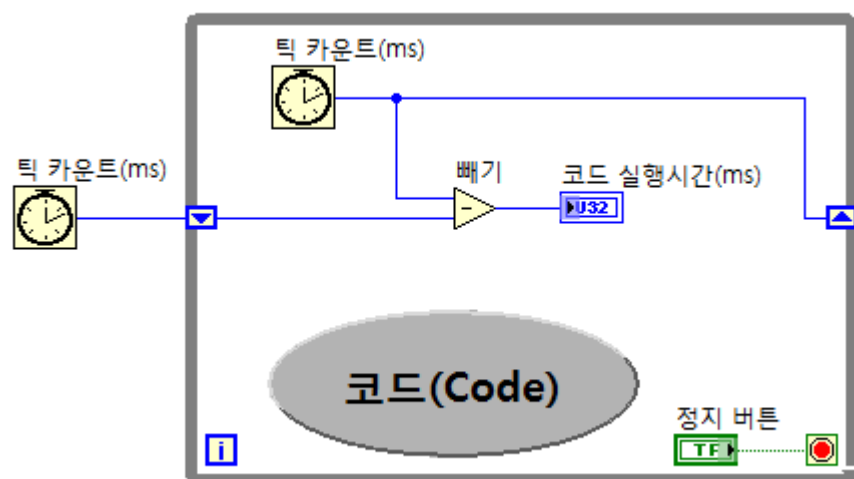 틱 카운트(ms)
틱 카운트(ms)
빼기
코드 실행시간(ms)
U32
코드(Code)
정지 버튼
i
TF